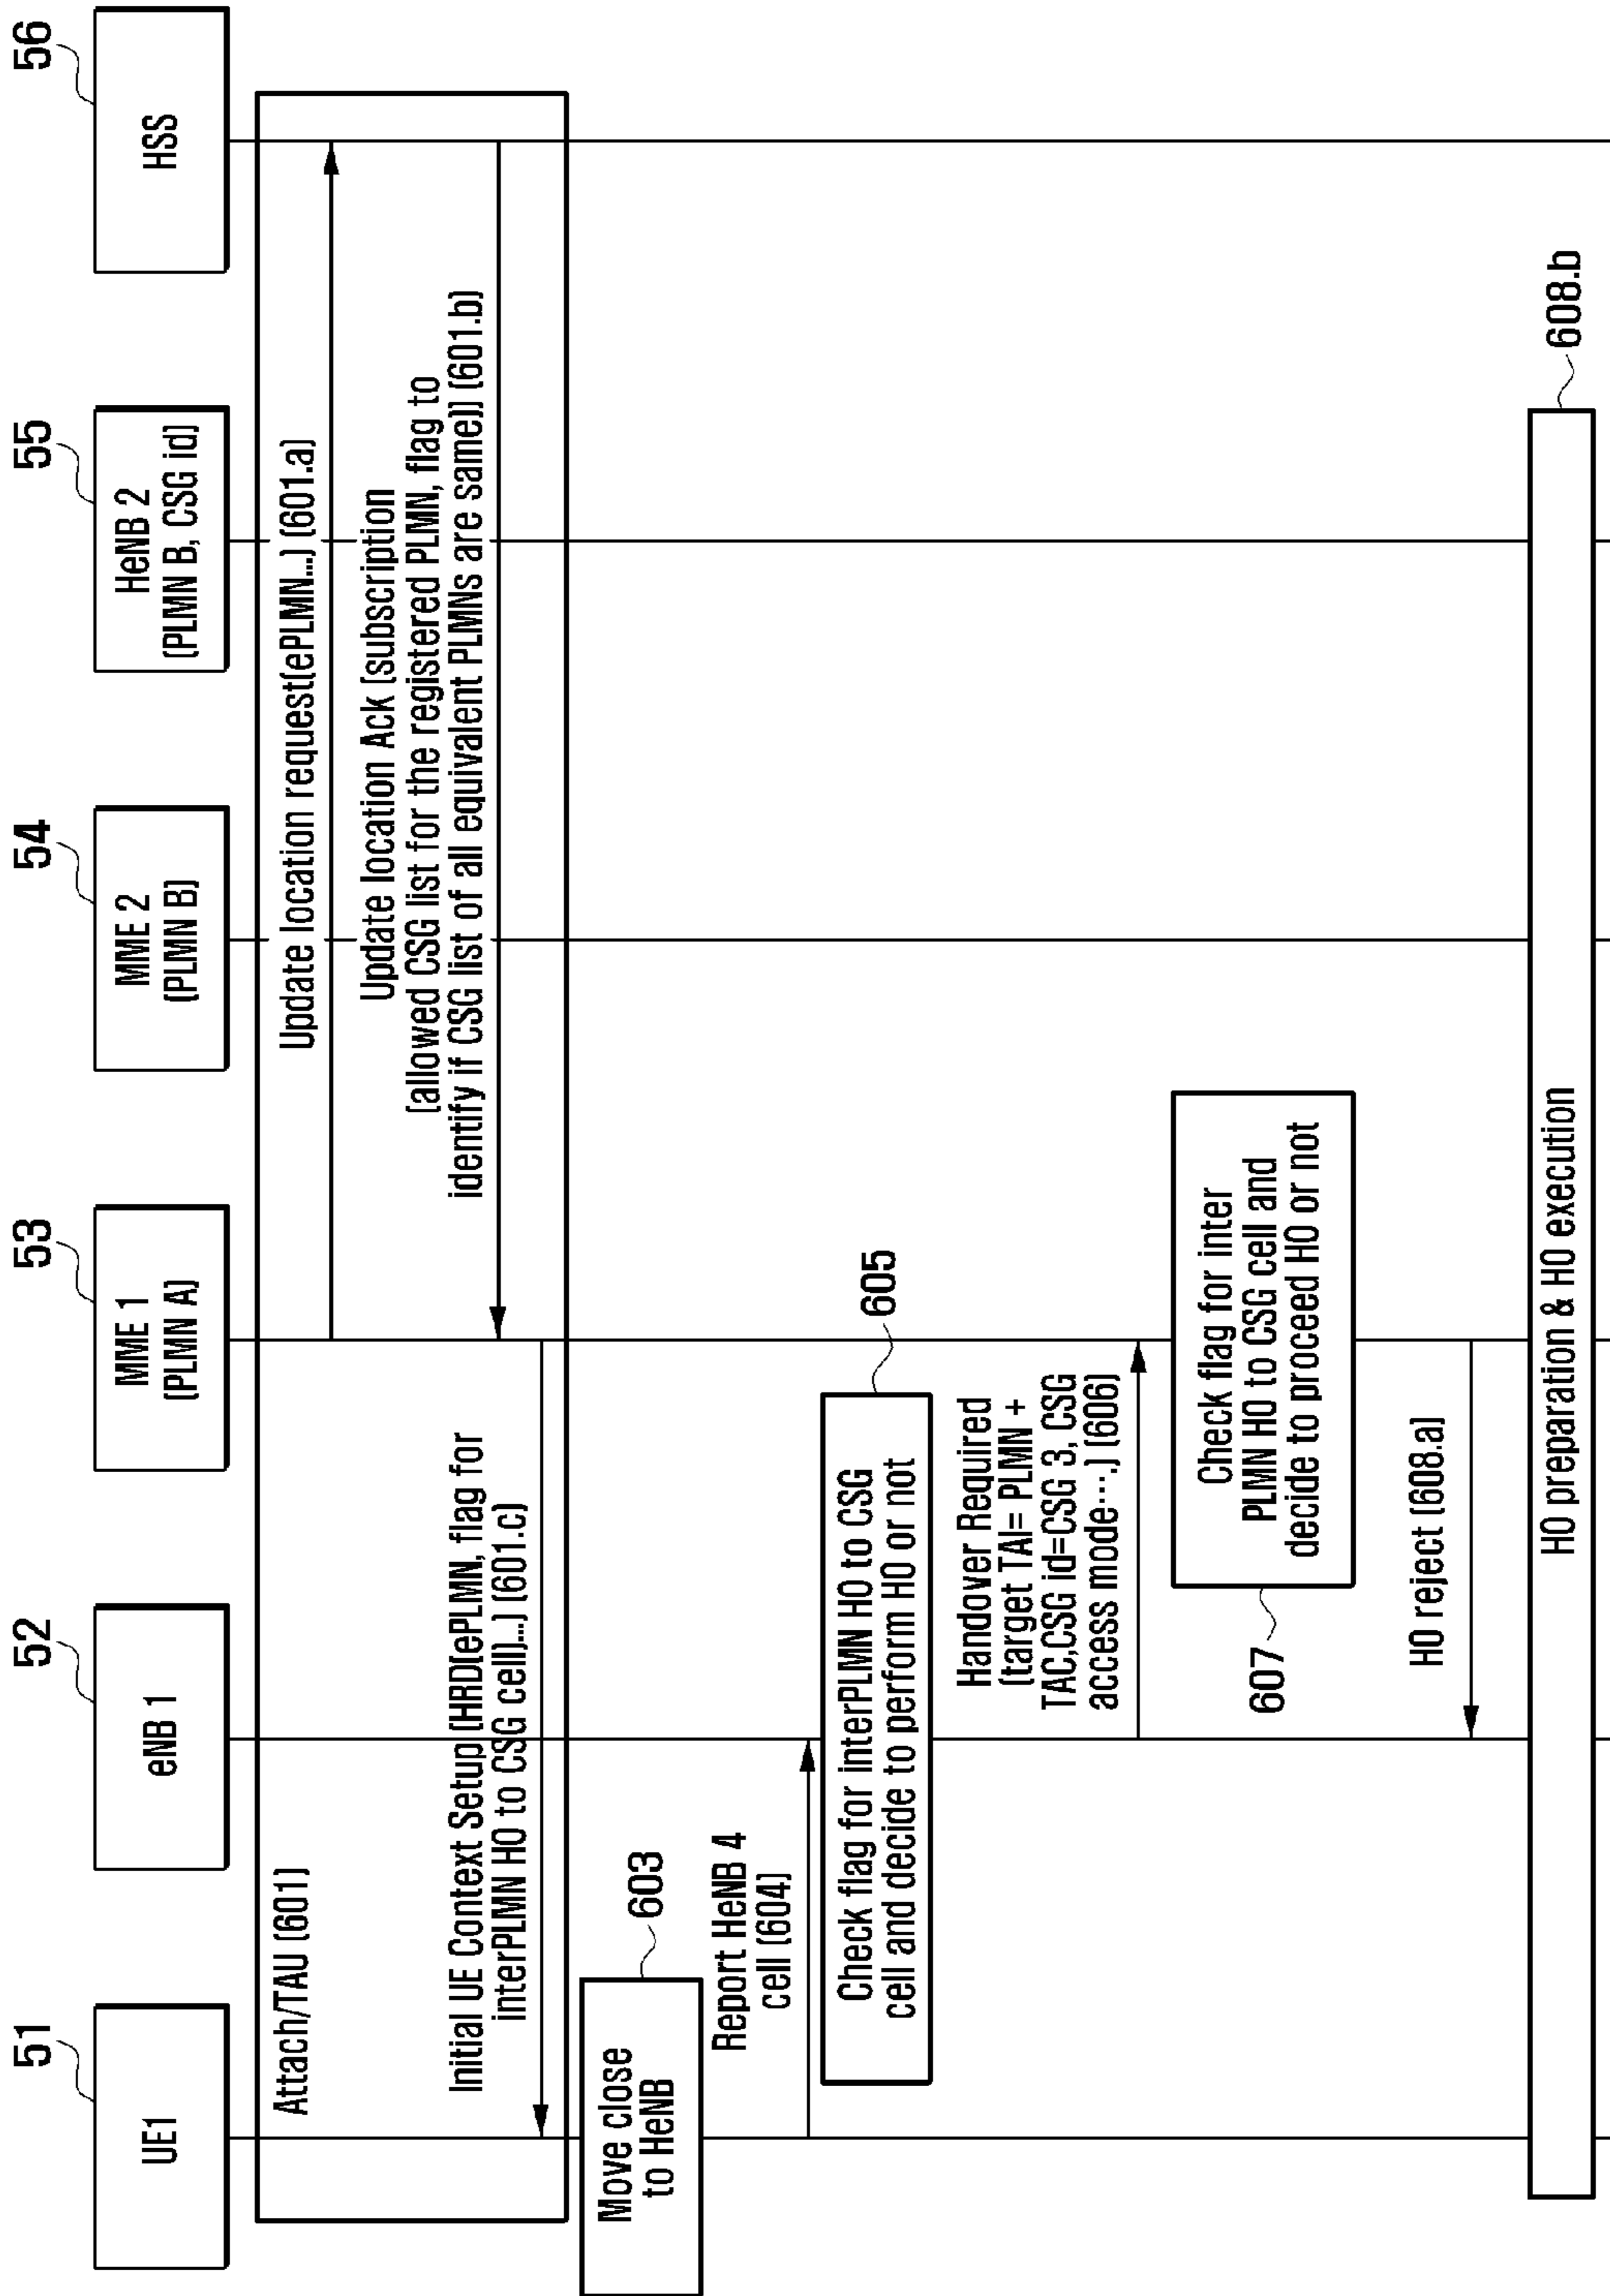 51
52
53
54
55
56
UE1
eNB 1
MME 1
(PLMN A)
MME 2
(PLMN B)
HeNB 2
(PLMN B, CSG id)
HSS
Attach/TAU (601)
Update location request(ePLMN...) (601.a)
Update location Ack (subscription
(allowed CSG list for the registered PLMN, flag to
identify if CSG list of all equivalent PLMNs are same)) (601.b)
Initial UE Context Setup (HRD(ePLMN, flag for
interPLMN HO to CSG cell)...) (601.c)
Move close
to HeNB
603
Report HeNB 4
cell (604)
Check flag for interPLMN HO to CSG
cell and decide to perform HO or not
605
Handover Required
(target TAI= PLMN +
TAC,CSG id=CSG 3, CSG
access mode….) (606)
Check flag for inter
PLMN HO to CSG cell and
decide to proceed HO or not
607
HO reject (608.a)
HO preparation & HO execution
608.b